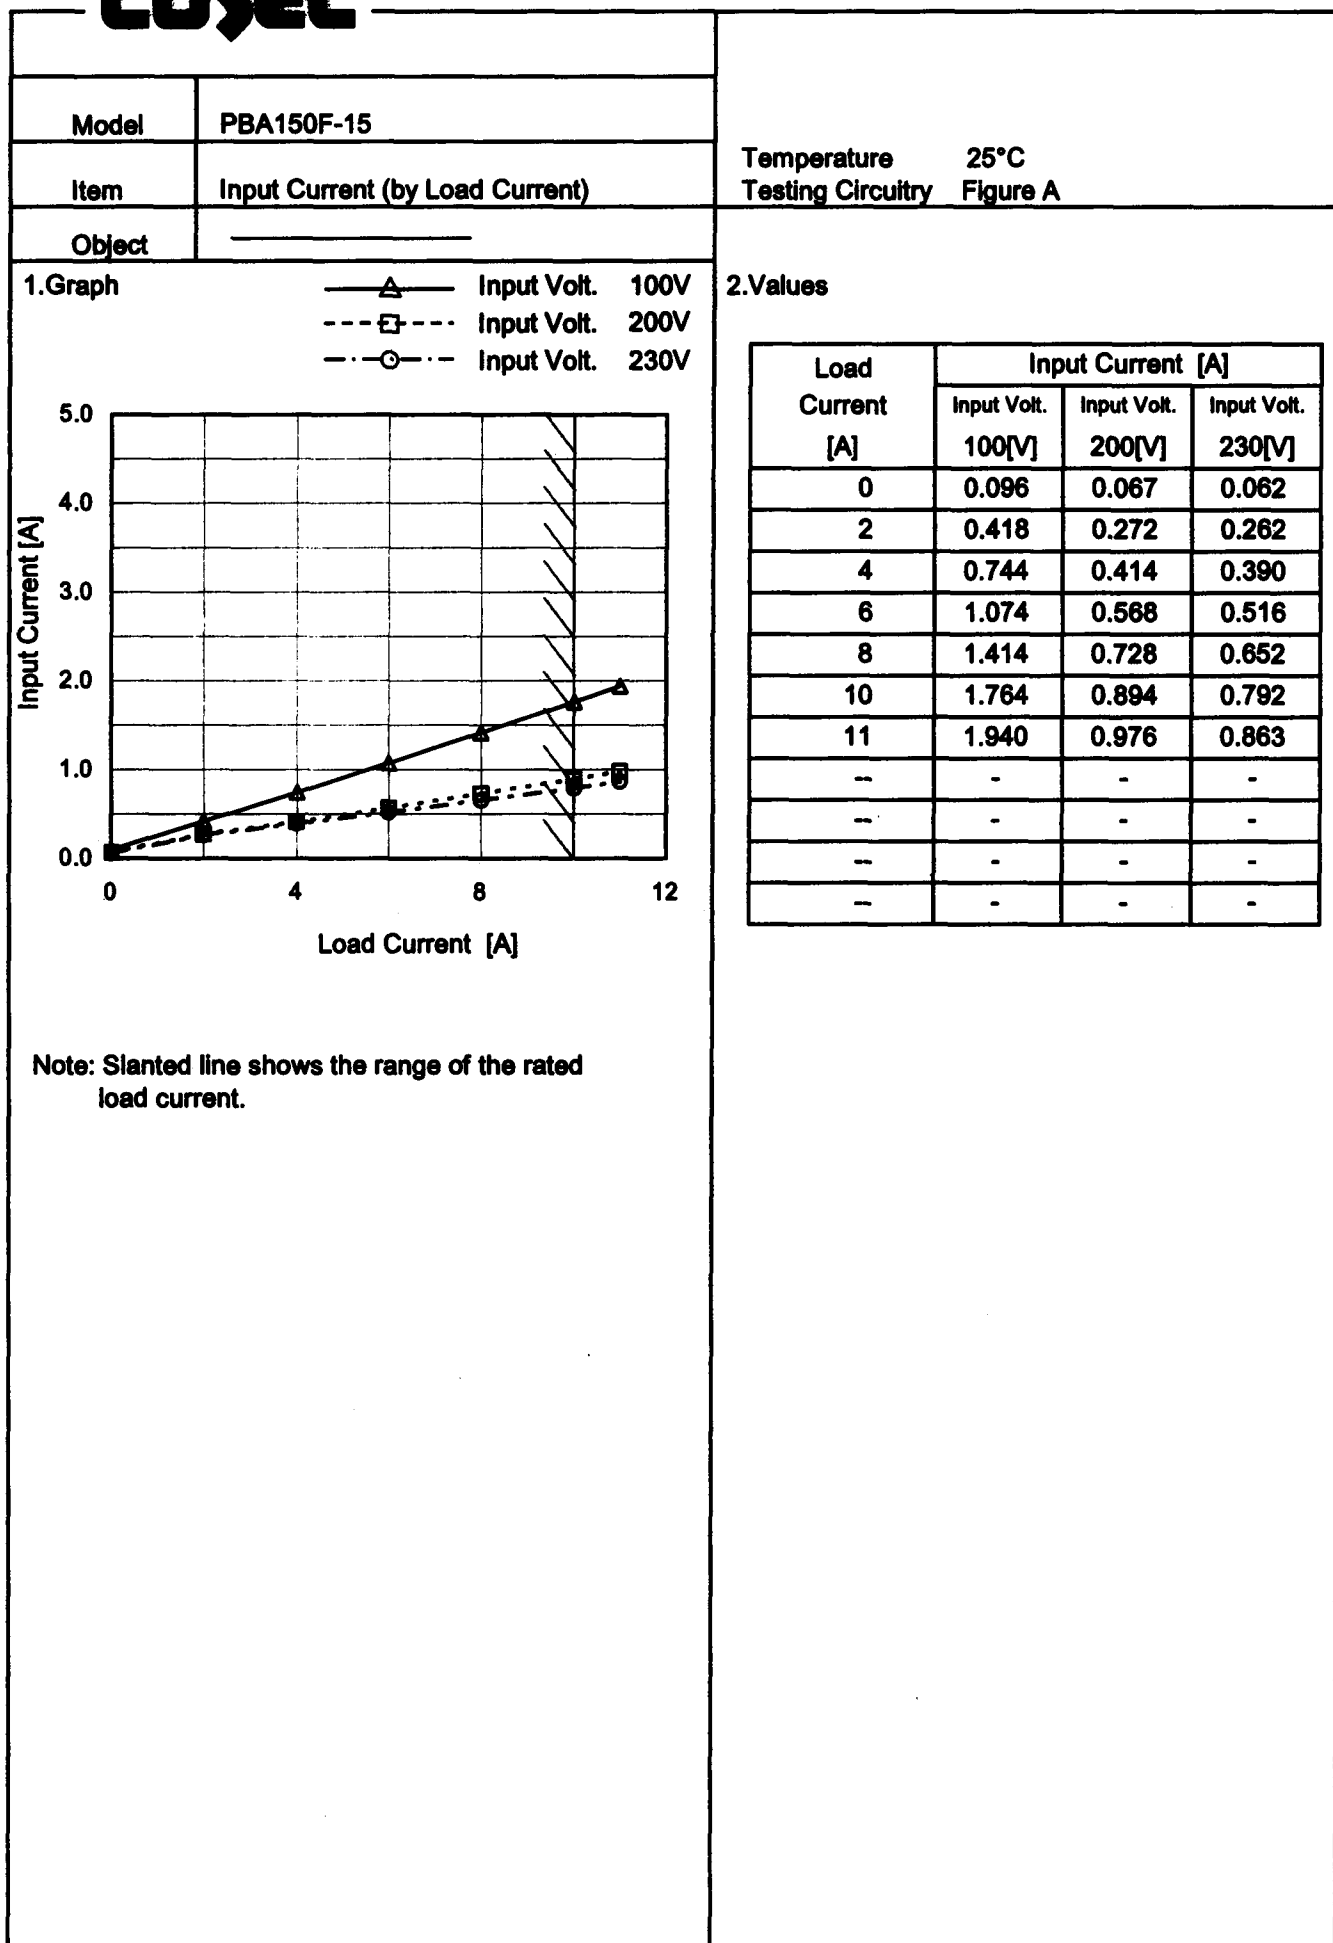 COSEL
Model PBA150F-15
Item Input Current (by Load Current)
Object
Temperature 25°C
Testing Circuitry Figure A
1.Graph
Input Volt. 100V
Input Volt. 200V
Input Volt. 230V
5.0
4.0
3.0
2.0
1.0
0.0
Input Current [A]
0 4 8 12
Load Current [A]
Note: Slanted line shows the range of the rated
load current.
2.Values
Load Input Current [A]
Current Input Volt. Input Volt. Input Volt.
[A] 100[V] 200[V] 230[V]
0 0.096 0.067 0.062
2 0.418 0.272 0.262
4 0.744 0.414 0.390
6 1.074 0.568 0.516
8 1.414 0.728 0.652
10 1.764 0.894 0.792
11 1.940 0.976 0.863
-- - - -
-- - - -
-- - - -
-- - - -